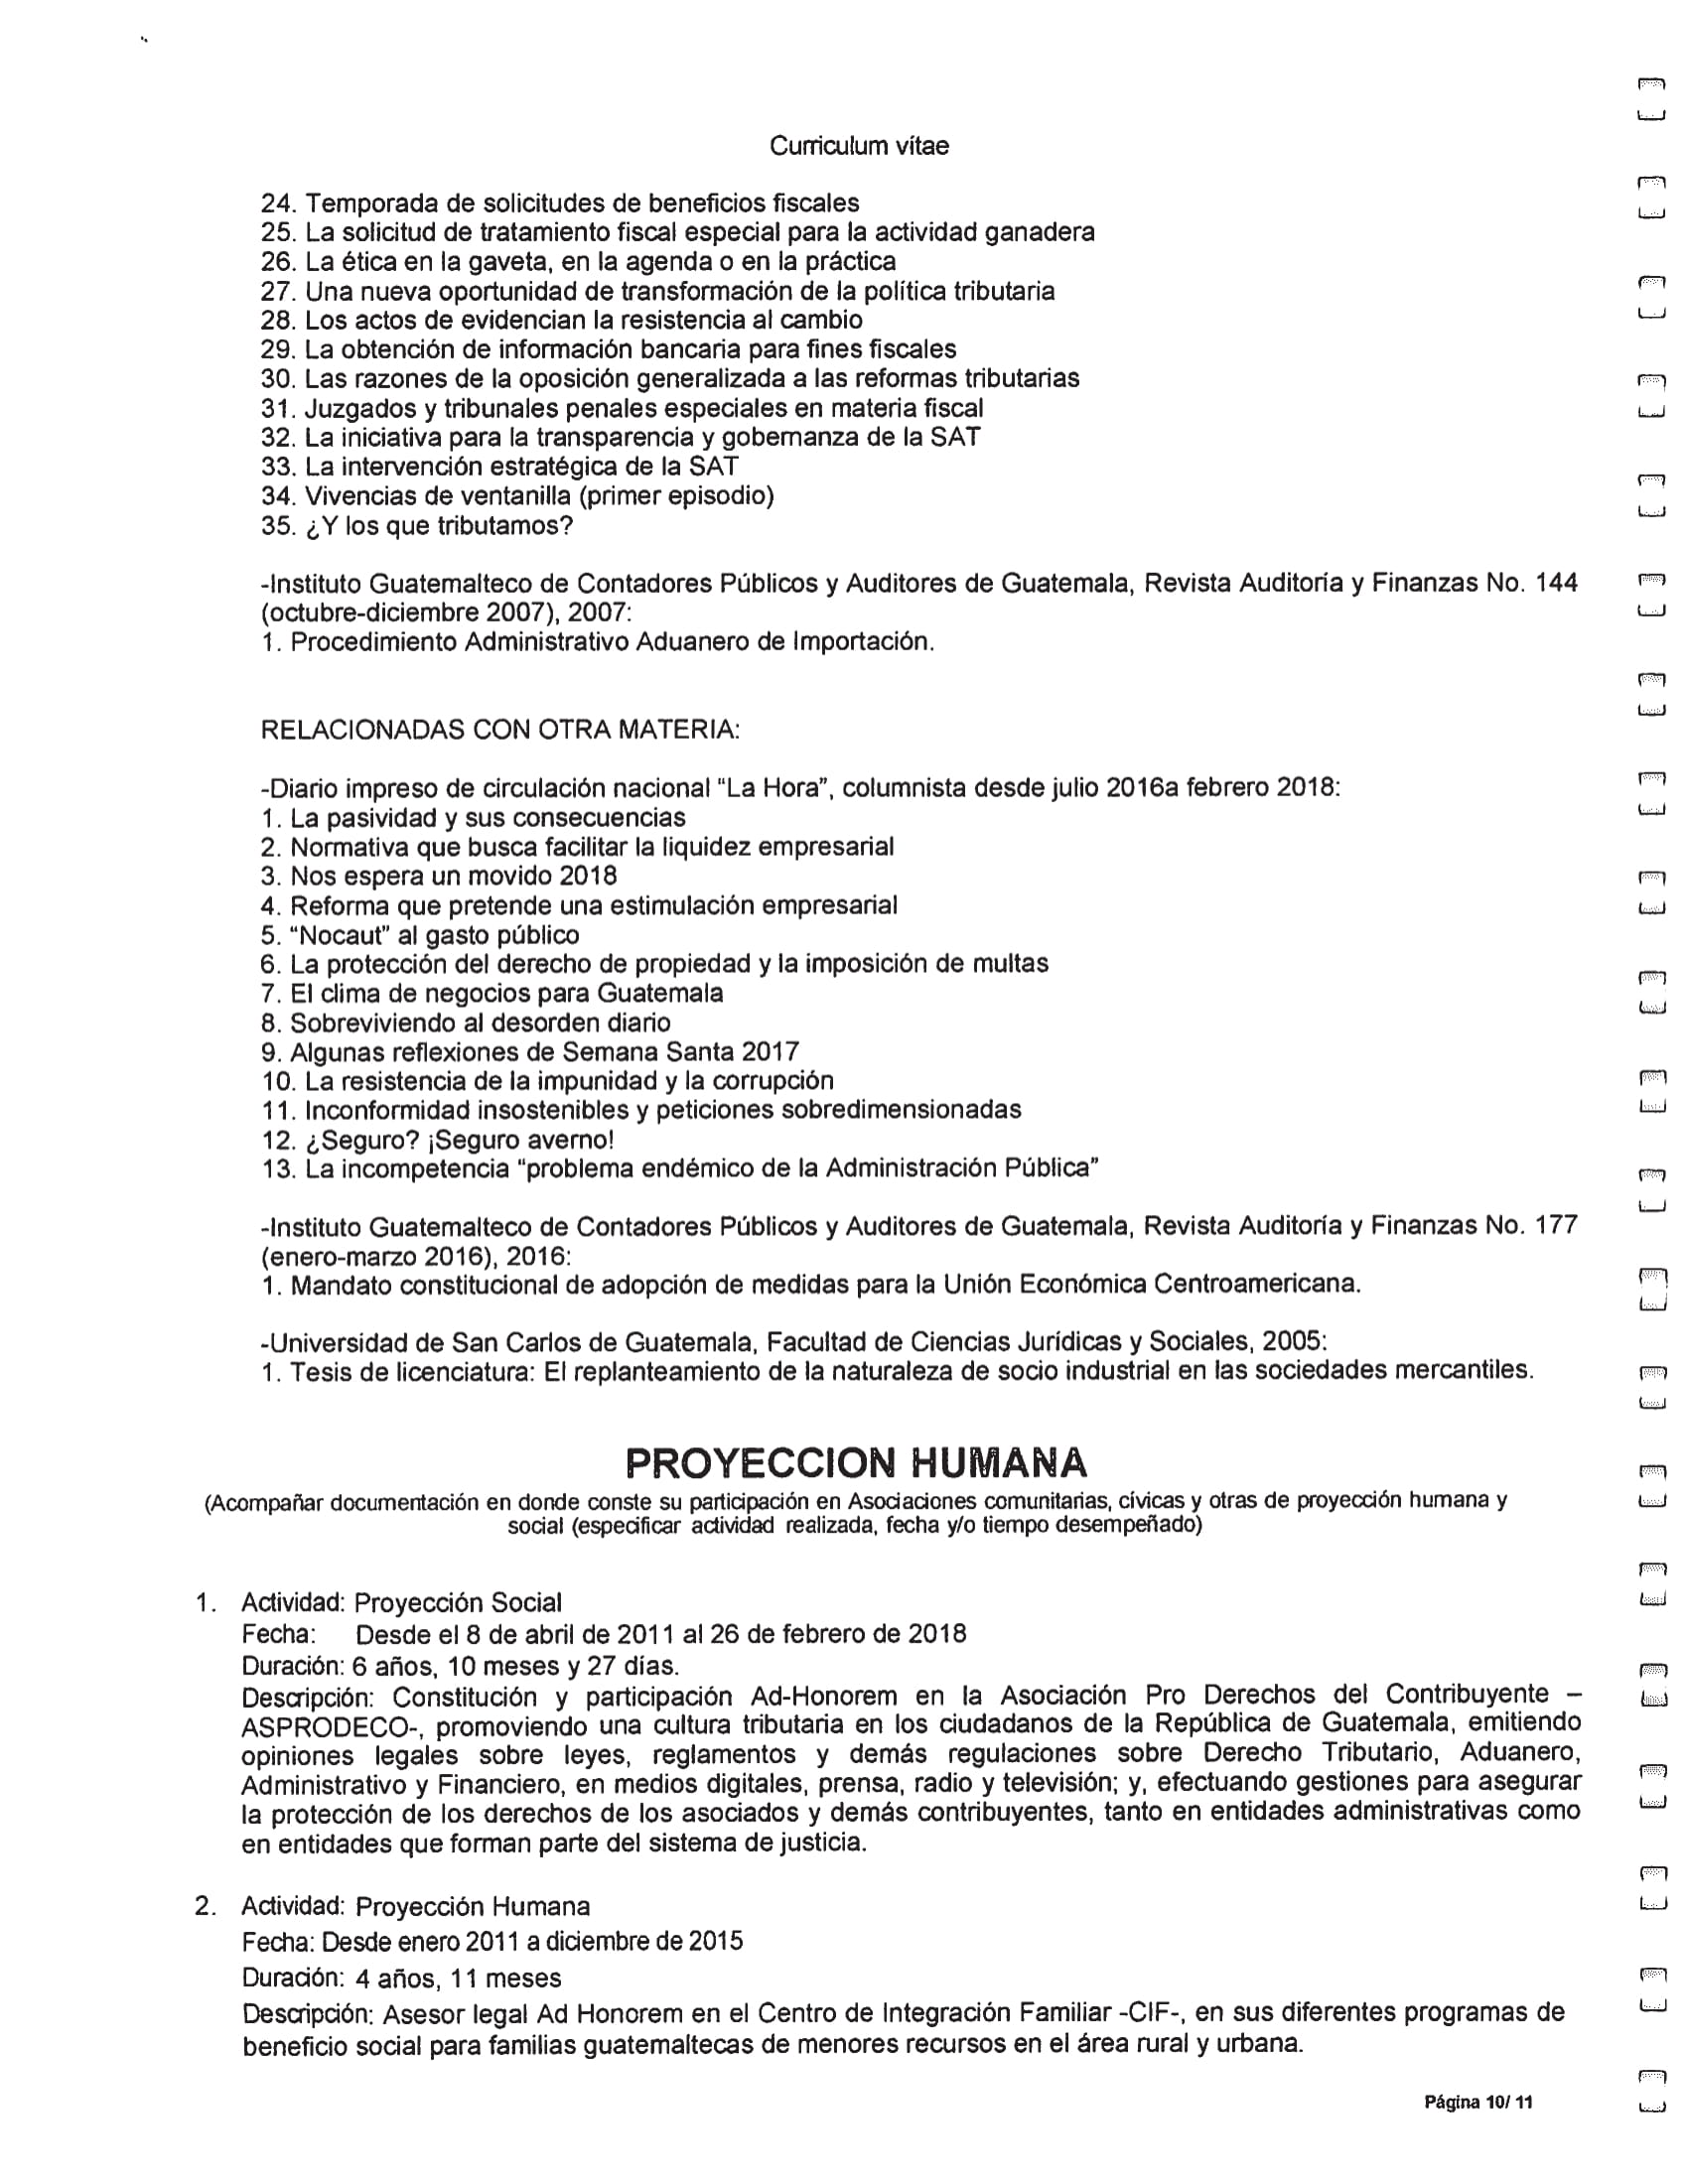 Curriculum vítae
24. Temporada de solicitudes de beneficios fiscales
25. La solicitud de tratamiento fiscal especial para la actividad ganadera
26. La ética en la gaveta, en la agenda o en la práctica
27. Una nueva oportunidad de transformación de la política tributaria
28. Los actos de evidencian la resistencia al cambio
29. La obtención de información bancaria para fines fiscales
30. Las razones de la oposición generalizada a las reformas tributarias
31. Juzgados y tribunales penales especiales en materia fiscal
32. La iniciativa para la transparencia y gobernanza de la SAT
33. La intervención estratégica de la SAT
34. Vivencias de ventanilla (primer episodio)
35. ¿Y los que tributamos?
-Instituto Guatemalteco de Contadores Públicos y Auditores de Guatemala, Revista Auditoría y Finanzas No. 144
(octubre-diciembre 2007), 2007:
1. Procedimiento Administrativo Aduanero de Importación.
RELACIONADAS CON OTRA MATERIA:
-Diario impreso de circulación nacional “La Hora”, columnista desde julio 2016a febrero 2018:
1. La pasividad y sus consecuencias
2. Normativa que busca facilitar la liquidez empresarial
3. Nos espera un movido 2018
4. Reforma que pretende una estimulación empresarial
5. “Nocaut” al gasto público
6. La protección del derecho de propiedad y la imposición de multas
7. El clima de negocios para Guatemala
8. Sobreviviendo al desorden diario
9. Algunas reflexiones de Semana Santa 2017
10. La resistencia de la impunidad y la corrupción
11. Inconformidad insostenibles y peticiones sobredimensionadas
12. ¿Seguro? ¡Seguro averno!
13. La incompetencia “problema endémico de la Administración Pública”
-Instituto Guatemalteco de Contadores Públicos y Auditores de Guatemala, Revista Auditoría y Finanzas No. 177
(enero-marzo 2016), 2016:
1. Mandato constitucional de adopción de medidas para la Unión Económica Centroamericana.
-Universidad de San Carlos de Guatemala, Facultad de Ciencias Jurídicas y Sociales, 2005:
1. Tesis de licenciatura: El replanteamiento de la naturaleza de socio industrial en las sociedades mercantiles.
PROYECCION HUMANA
(Acompañar documentación en donde conste su participación en Asociaciones comunitarias, cívicas y otras de proyección humana y
social (especificar actividad realizada, fecha y/o tiempo desempeñado)
1. Actividad: Proyección Social
Fecha: Desde el 8 de abril de 2011 al 26 de febrero de 2018
Duración: 6 años, 10 meses y 27 días.
Descripción: Constitución y participación Ad-Honorem en la Asociación Pro Derechos del Contribuyente –
ASPRODECO-, promoviendo una cultura tributaria en los ciudadanos de la República de Guatemala, emitiendo
opiniones legales sobre leyes, reglamentos y demás regulaciones sobre Derecho Tributario, Aduanero,
Administrativo y Financiero, en medios digitales, prensa, radio y televisión; y, efectuando gestiones para asegurar
la protección de los derechos de los asociados y demás contribuyentes, tanto en entidades administrativas como
en entidades que forman parte del sistema de justicia.
2. Actividad: Proyección Humana
Fecha: Desde enero 2011 a diciembre de 2015
Duración: 4 años, 11 meses
Descripción: Asesor legal Ad Honorem en el Centro de Integración Familiar -CIF-, en sus diferentes programas de
beneficio social para familias guatemaltecas de menores recursos en el área rural y urbana.
Página 10/ 11